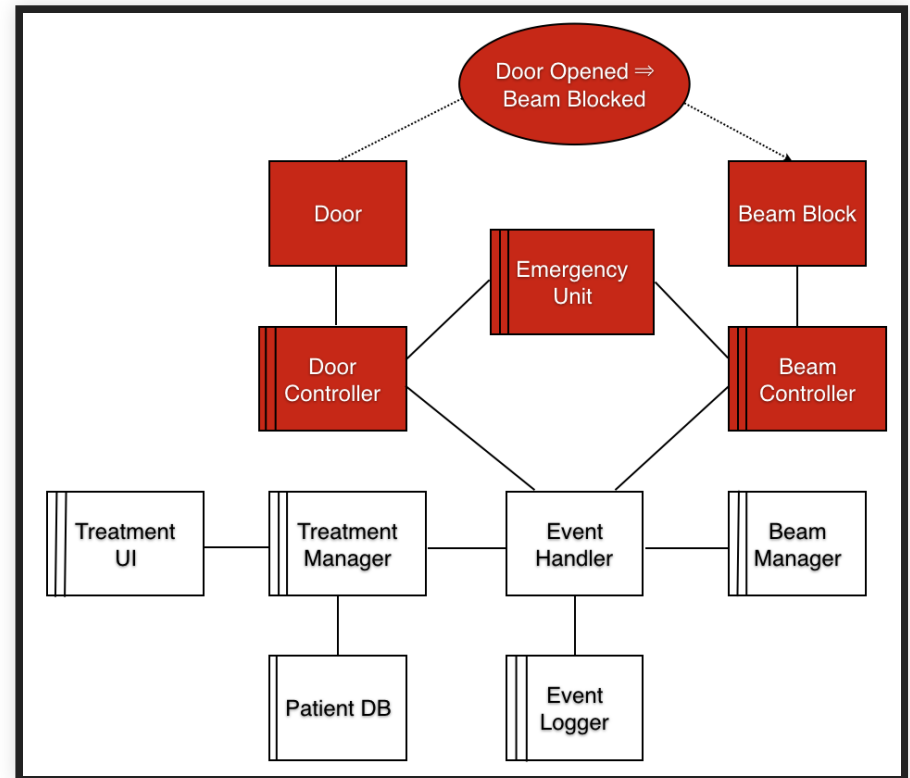 Door Opened ⇒
Beam Blocked
Door
Beam Block
Emergency
Unit
Door
Controller
Beam
Controller
Treatment
UI
Treatment
Manager
Event
Handler
Beam
Manager
Patient DB
Event
Logger